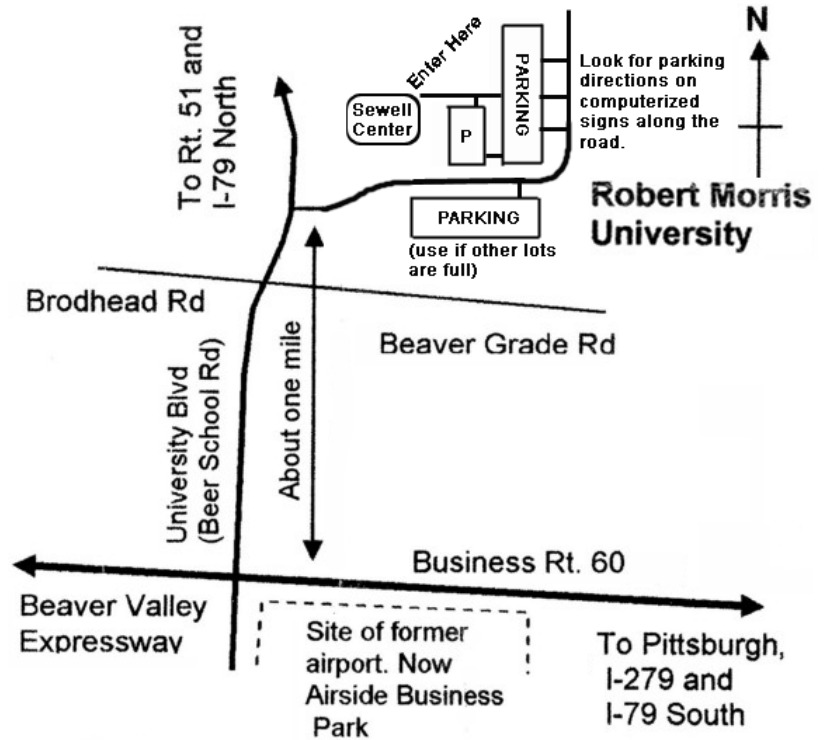 N
Enter Here
Look for parking
directions on
computerized
signs along the
road.
PARKING
Sewell
Center
P
To Rt. 51 and
I-79 North
Robert Morris
University
PARKING
(use if other lots
are full)
Brodhead Rd
Beaver Grade Rd
University Blvd
(Beer School Rd)
About one mile
Business Rt. 60
Beaver Valley
Expressway
Site of former
airport. Now
Airside Business
Park
To Pittsburgh,
I-279 and
I-79 South